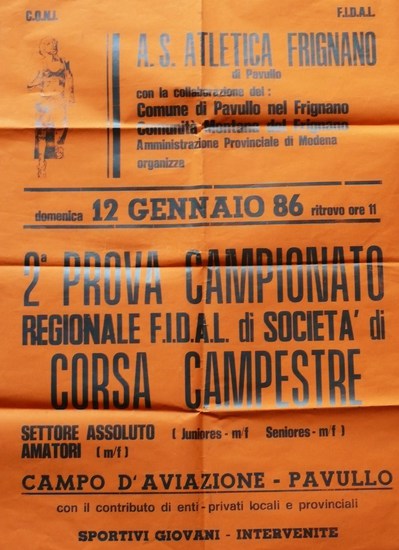 C.O.N.I. F.I.D.A.L.
A. S. ATLETICA FRIGNANO
di Pavullo
con la collaborazione del :
Comune di Pavullo nel Frignano
Comunità Montana del Frignano
Amministrazione Provinciale di Modena
organizza
domenica 12 GENNAIO 86 ritrovo ore 11
2ª PROVA CAMPIONATO
REGIONALE F.I.D.A.L. di SOCIETA' di
CORSA CAMPESTRE
SETTORE ASSOLUTO ( Juniores - m/f Seniores - m/f )
AMATORI ( m/f )
CAMPO D'AVIAZIONE - PAVULLO
con il contributo di enti - privati locali e provinciali
SPORTIVI GIOVANI - INTERVENITE